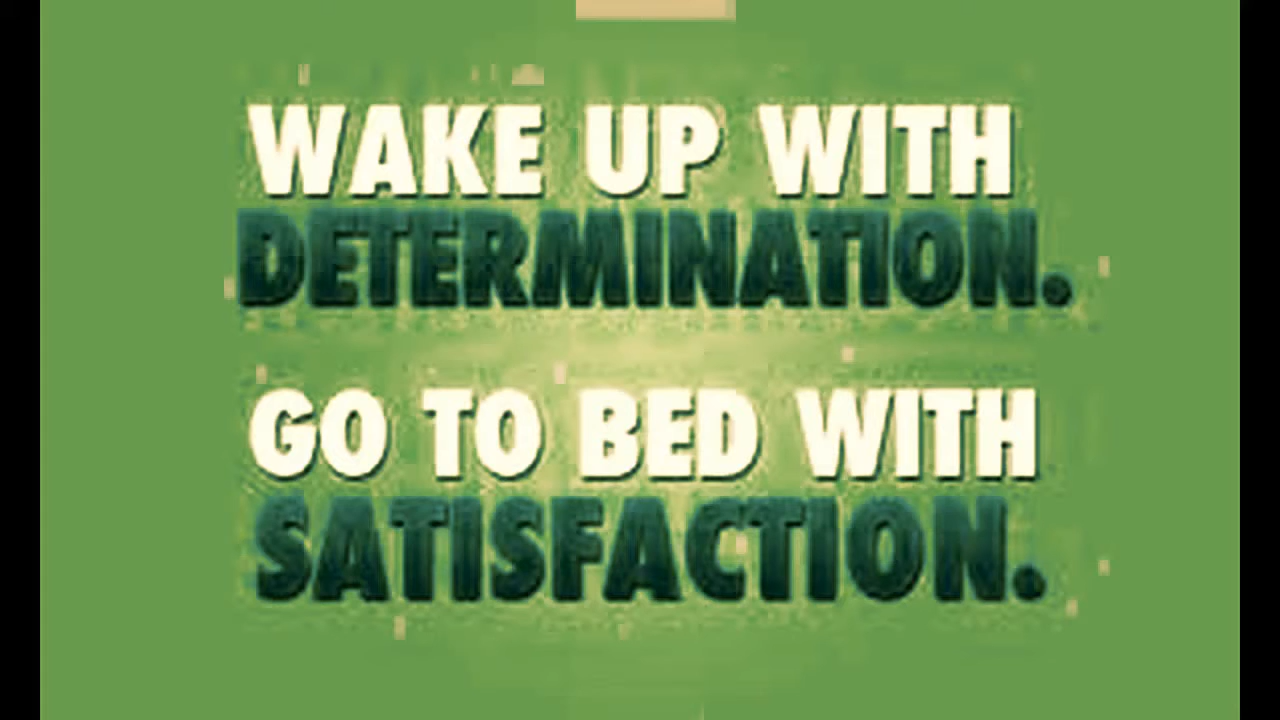 WAKE UP WITH
DETERMINATION.
GO TO BED WITH
SATISFACTION.